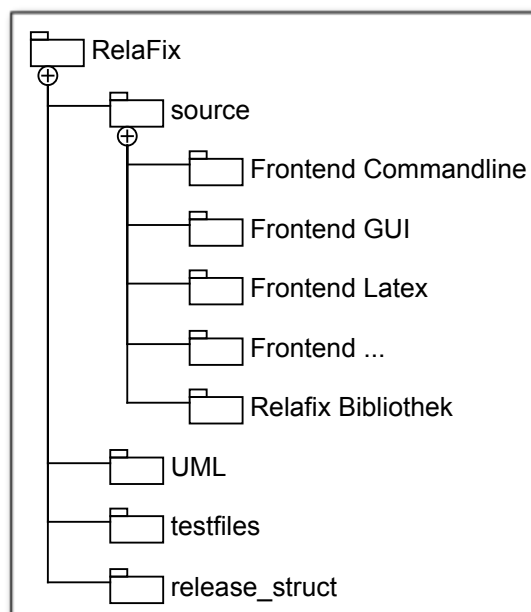 RelaFix
source
Frontend Commandline
Frontend GUI
Frontend Latex
Frontend ...
Relafix Bibliothek
UML
testfiles
release_struct